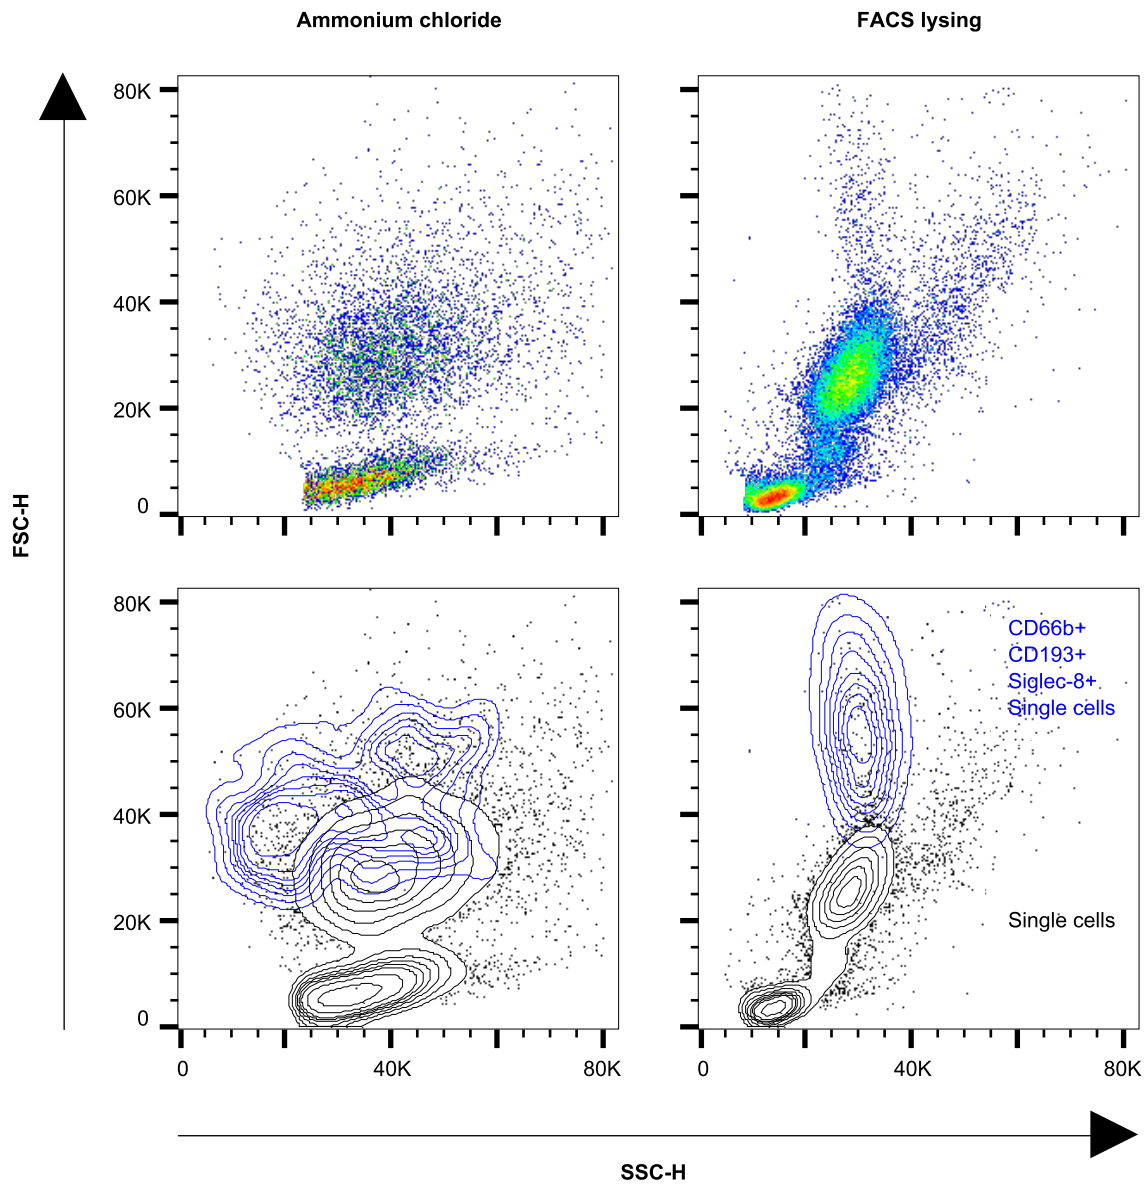 Ammonium chloride
FACS lysing
80K
60K
40K
20K
0
FSC-H
80K
60K
40K
20K
0
CD66b+
CD193+
Siglec-8+
Single cells
Single cells
0 40K 80K
0 40K 80K
SSC-H